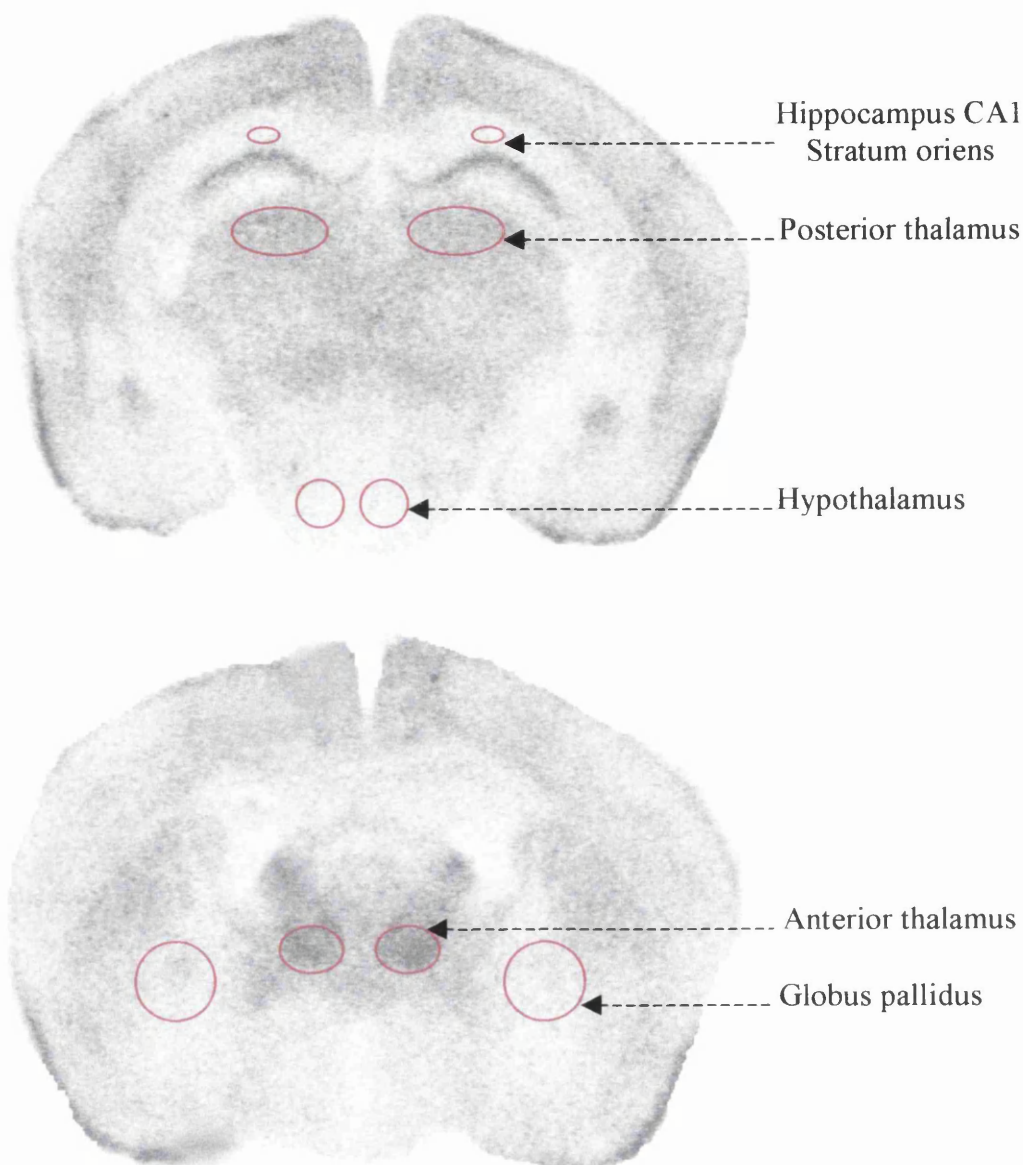 Hippocampus CA1
Stratum oriens
Posterior thalamus
Hypothalamus
Anterior thalamus
Globus pallidus